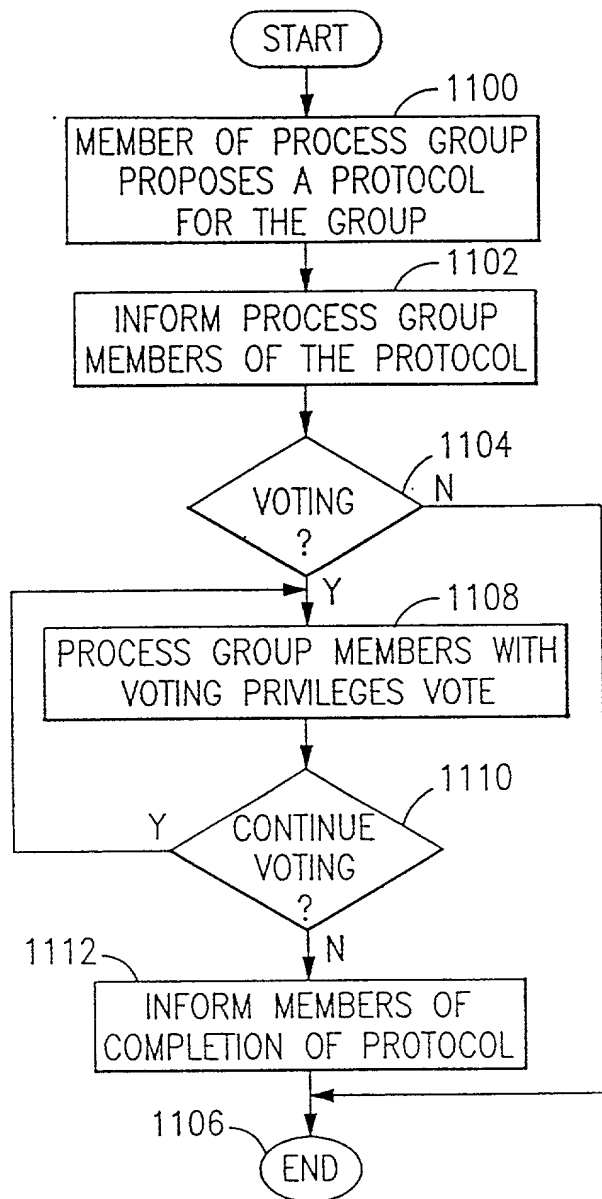 START
1100
MEMBER OF PROCESS GROUP
PROPOSES A PROTOCOL
FOR THE GROUP
1102
INFORM PROCESS GROUP
MEMBERS OF THE PROTOCOL
1104
VOTING
?
N
Y
1108
PROCESS GROUP MEMBERS WITH
VOTING PRIVILEGES VOTE
1110
CONTINUE
VOTING
?
Y
N
1112
INFORM MEMBERS OF
COMPLETION OF PROTOCOL
1106
END